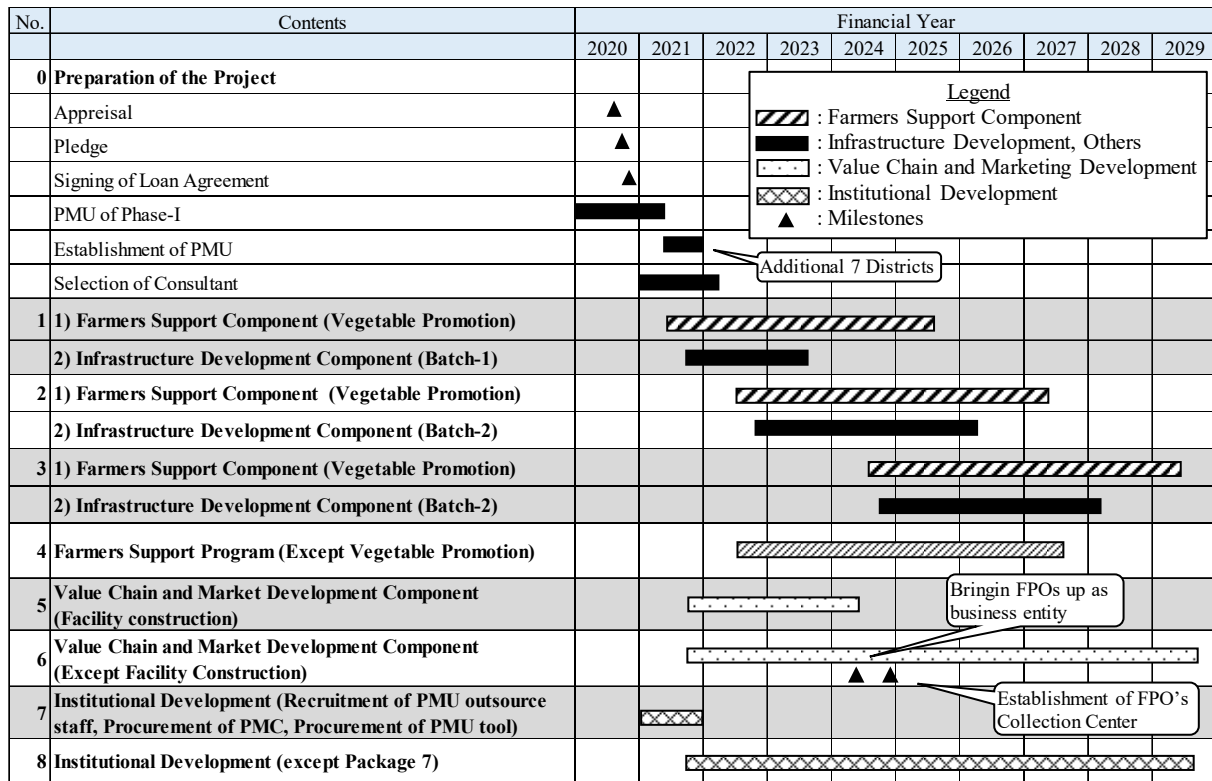 No. Contents Financial Year
2020 2021 2022 2023 2024 2025 2026 2027 2028 2029
0 Preparation of the Project
Legend
Appraisal
: Farmers Support Component
Pledge
: Infrastructure Development, Others
Signing of Loan Agreement
: Value Chain and Marketing Development
: Institutional Development
PMU of Phase-I
: Milestones
Establishment of PMU
Additional 7 Districts
Selection of Consultant
1 1) Farmers Support Component (Vegetable Promotion)
2) Infrastructure Development Component (Batch-1)
2 1) Farmers Support Component (Vegetable Promotion)
2) Infrastructure Development Component (Batch-2)
3 1) Farmers Support Component (Vegetable Promotion)
2) Infrastructure Development Component (Batch-2)
4 Farmers Support Program (Except Vegetable Promotion)
5 Value Chain and Market Development Component
(Facility construction)
Bringin FPOs up as
business entity
6 Value Chain and Market Development Component
(Except Facility Construction)
Establishment of FPO's
Collection Center
7 Institutional Development (Recruitment of PMU outsource
staff, Procurement of PMC, Procurement of PMU tool)
8 Institutional Development (except Package 7)